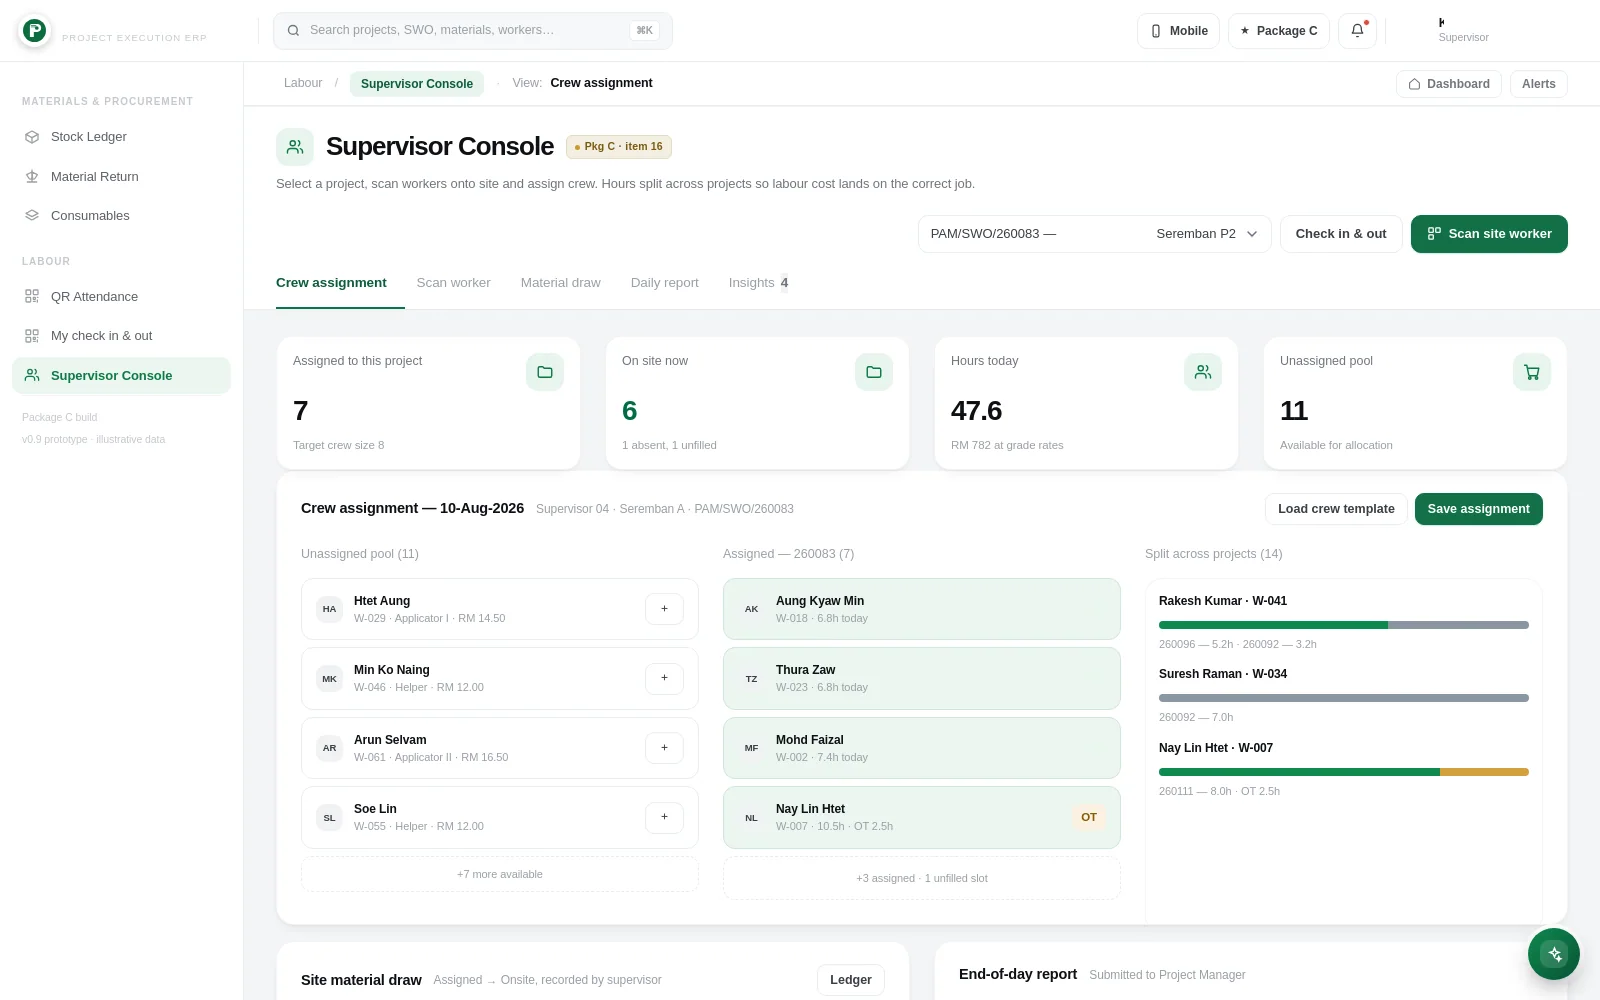 PROJECT EXECUTION ERP
Search projects, SWO, materials, workers…
⌘K
Mobile
★ Package C
Supervisor
MATERIALS & PROCUREMENT
Stock Ledger
Material Return
Consumables
LABOUR
QR Attendance
My check in & out
Supervisor Console
Package C build
v0.9 prototype · illustrative data
Labour / Supervisor Console · View: Crew assignment
Dashboard
Alerts
Supervisor Console
Pkg C · item 16
Select a project, scan workers onto site and assign crew. Hours split across projects so labour cost lands on the correct job.
PAM/SWO/260083 — Seremban P2
Check in & out
Scan site worker
Crew assignment
Scan worker
Material draw
Daily report
Insights 4
Assigned to this project
7
Target crew size 8
On site now
6
1 absent, 1 unfilled
Hours today
47.6
RM 782 at grade rates
Unassigned pool
11
Available for allocation
Crew assignment — 10-Aug-2026
Supervisor 04 · Seremban A · PAM/SWO/260083
Load crew template
Save assignment
Unassigned pool (11)
HA
Htet Aung
W-029 · Applicator I · RM 14.50
+
MK
Min Ko Naing
W-046 · Helper · RM 12.00
+
AR
Arun Selvam
W-061 · Applicator II · RM 16.50
+
SL
Soe Lin
W-055 · Helper · RM 12.00
+
+7 more available
Assigned — 260083 (7)
AK
Aung Kyaw Min
W-018 · 6.8h today
TZ
Thura Zaw
W-023 · 6.8h today
MF
Mohd Faizal
W-002 · 7.4h today
NL
Nay Lin Htet
W-007 · 10.5h · OT 2.5h
OT
+3 assigned · 1 unfilled slot
Split across projects (14)
Rakesh Kumar · W-041
260096 — 5.2h · 260092 — 3.2h
Suresh Raman · W-034
260092 — 7.0h
Nay Lin Htet · W-007
260111 — 8.0h · OT 2.5h
Site material draw
Assigned → Onsite, recorded by supervisor
Ledger
End-of-day report
Submitted to Project Manager